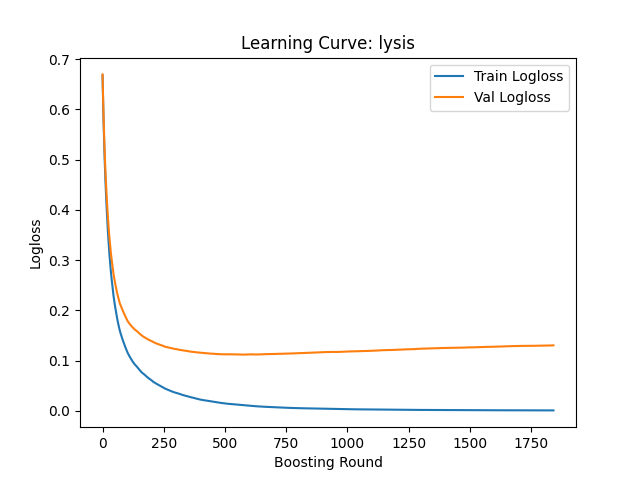 Learning Curve: lysis
Train Logloss
Val Logloss
Logloss
0.7
0.6
0.5
0.4
0.3
0.2
0.1
0.0
0 250 500 750 1000 1250 1500 1750
Boosting Round